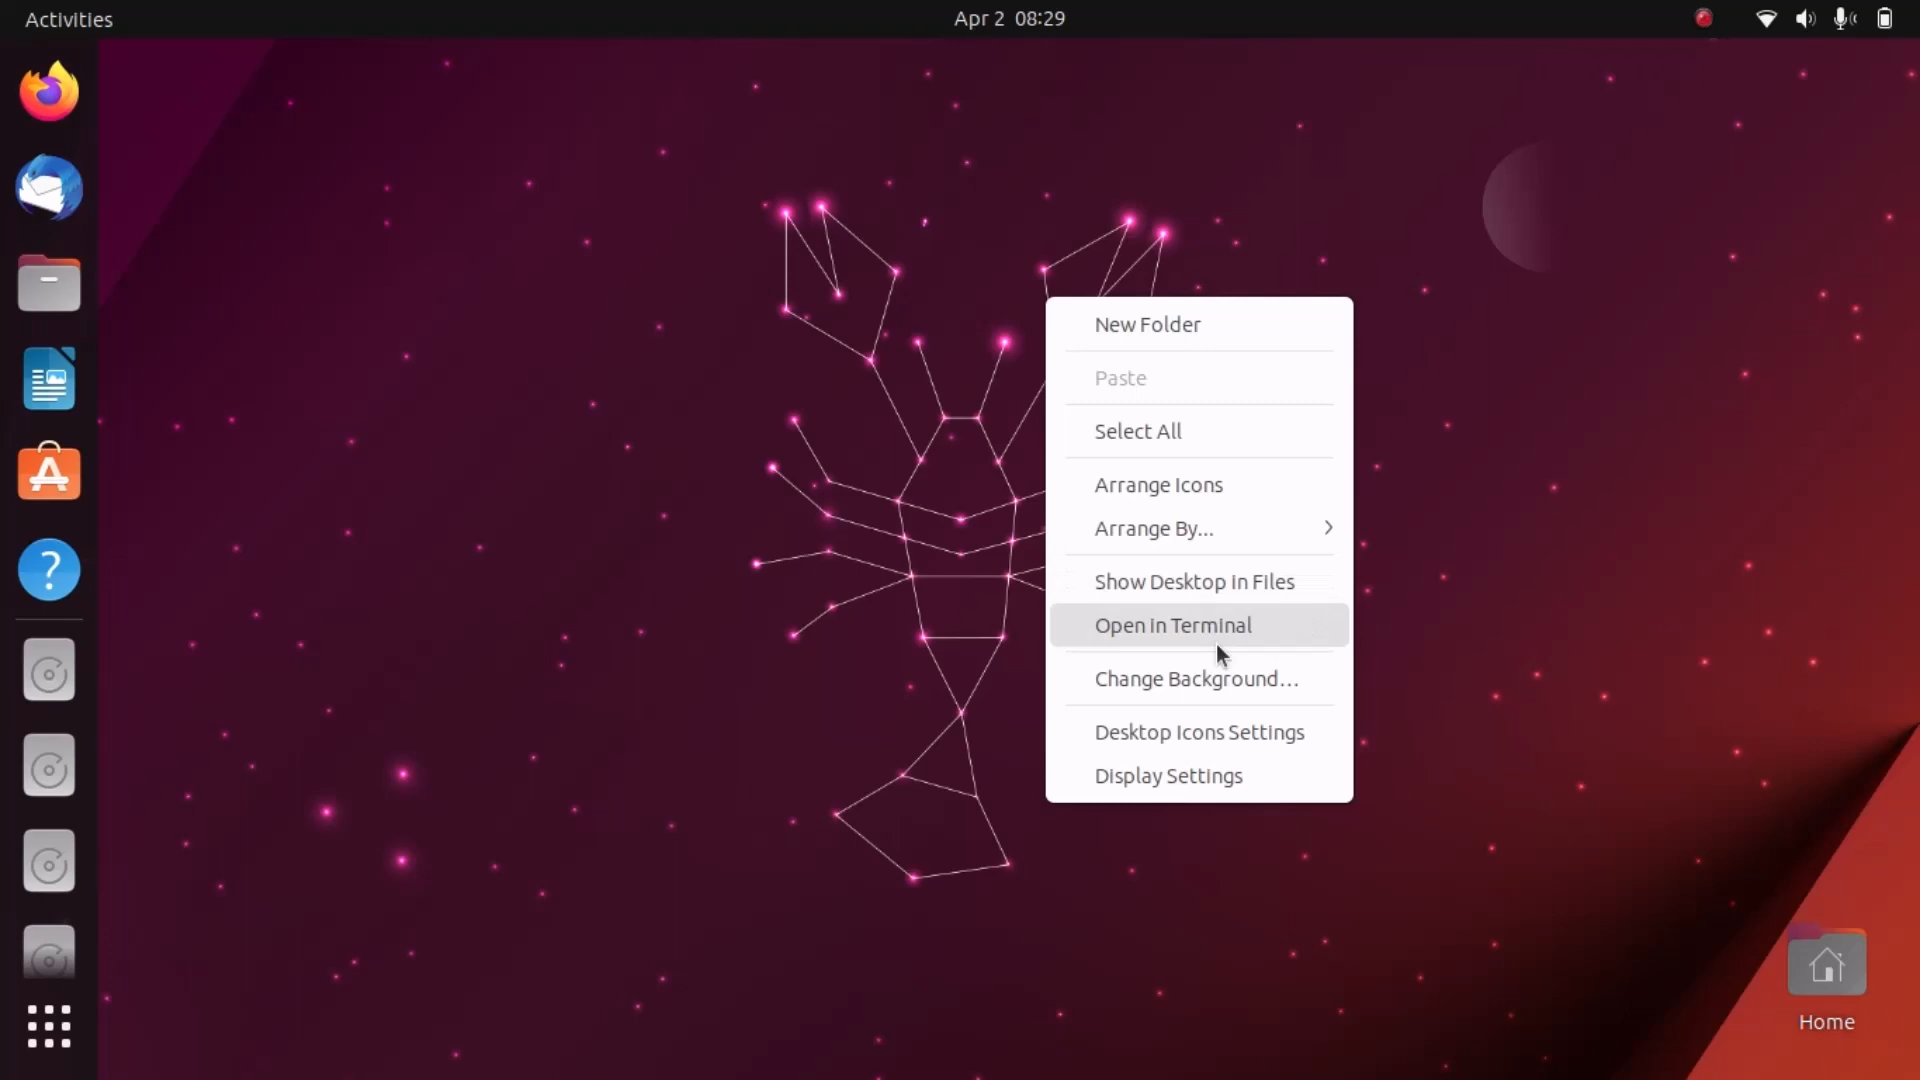 Activities
Apr 2 08:29
New Folder
Paste
Select All
Arrange Icons
Arrange By...
Show Desktop in Files
Open in Terminal
Change Background…
Desktop Icons Settings
Display Settings
Home